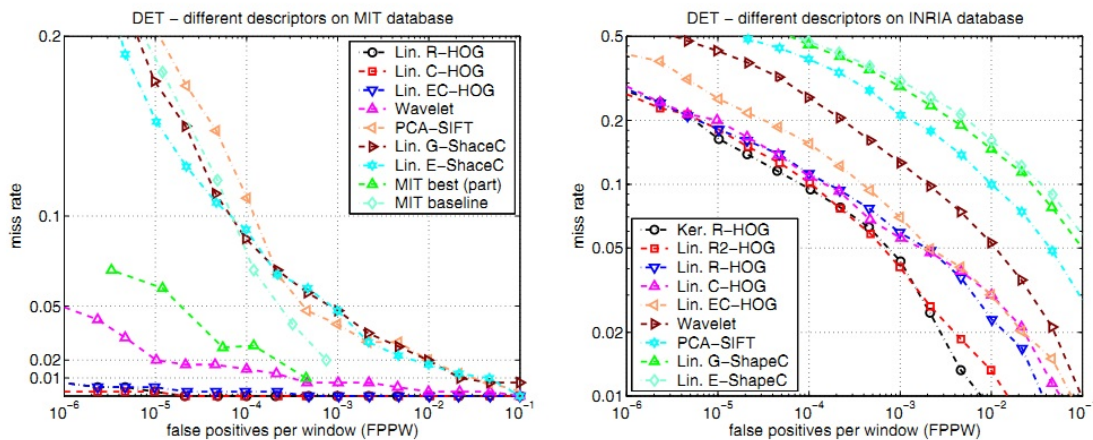 DET – different descriptors on MIT database
0.2
0.1
0.05
0.02
0.01
miss rate
10⁻⁶
10⁻⁵
10⁻⁴
10⁻³
10⁻²
10⁻¹
false positives per window (FPPW)
Lin. R–HOG
Lin. C–HOG
Lin. EC–HOG
Wavelet
PCA–SIFT
Lin. G–ShaceC
Lin. E–ShaceC
MIT best (part)
MIT baseline
DET – different descriptors on INRIA database
0.5
0.2
0.1
0.05
0.02
0.01
miss rate
10⁻⁶
10⁻⁵
10⁻⁴
10⁻³
10⁻²
10⁻¹
false positives per window (FPPW)
Ker. R–HOG
Lin. R2–HOG
Lin. R–HOG
Lin. C–HOG
Lin. EC–HOG
Wavelet
PCA–SIFT
Lin. G–ShapeC
Lin. E–ShapeC